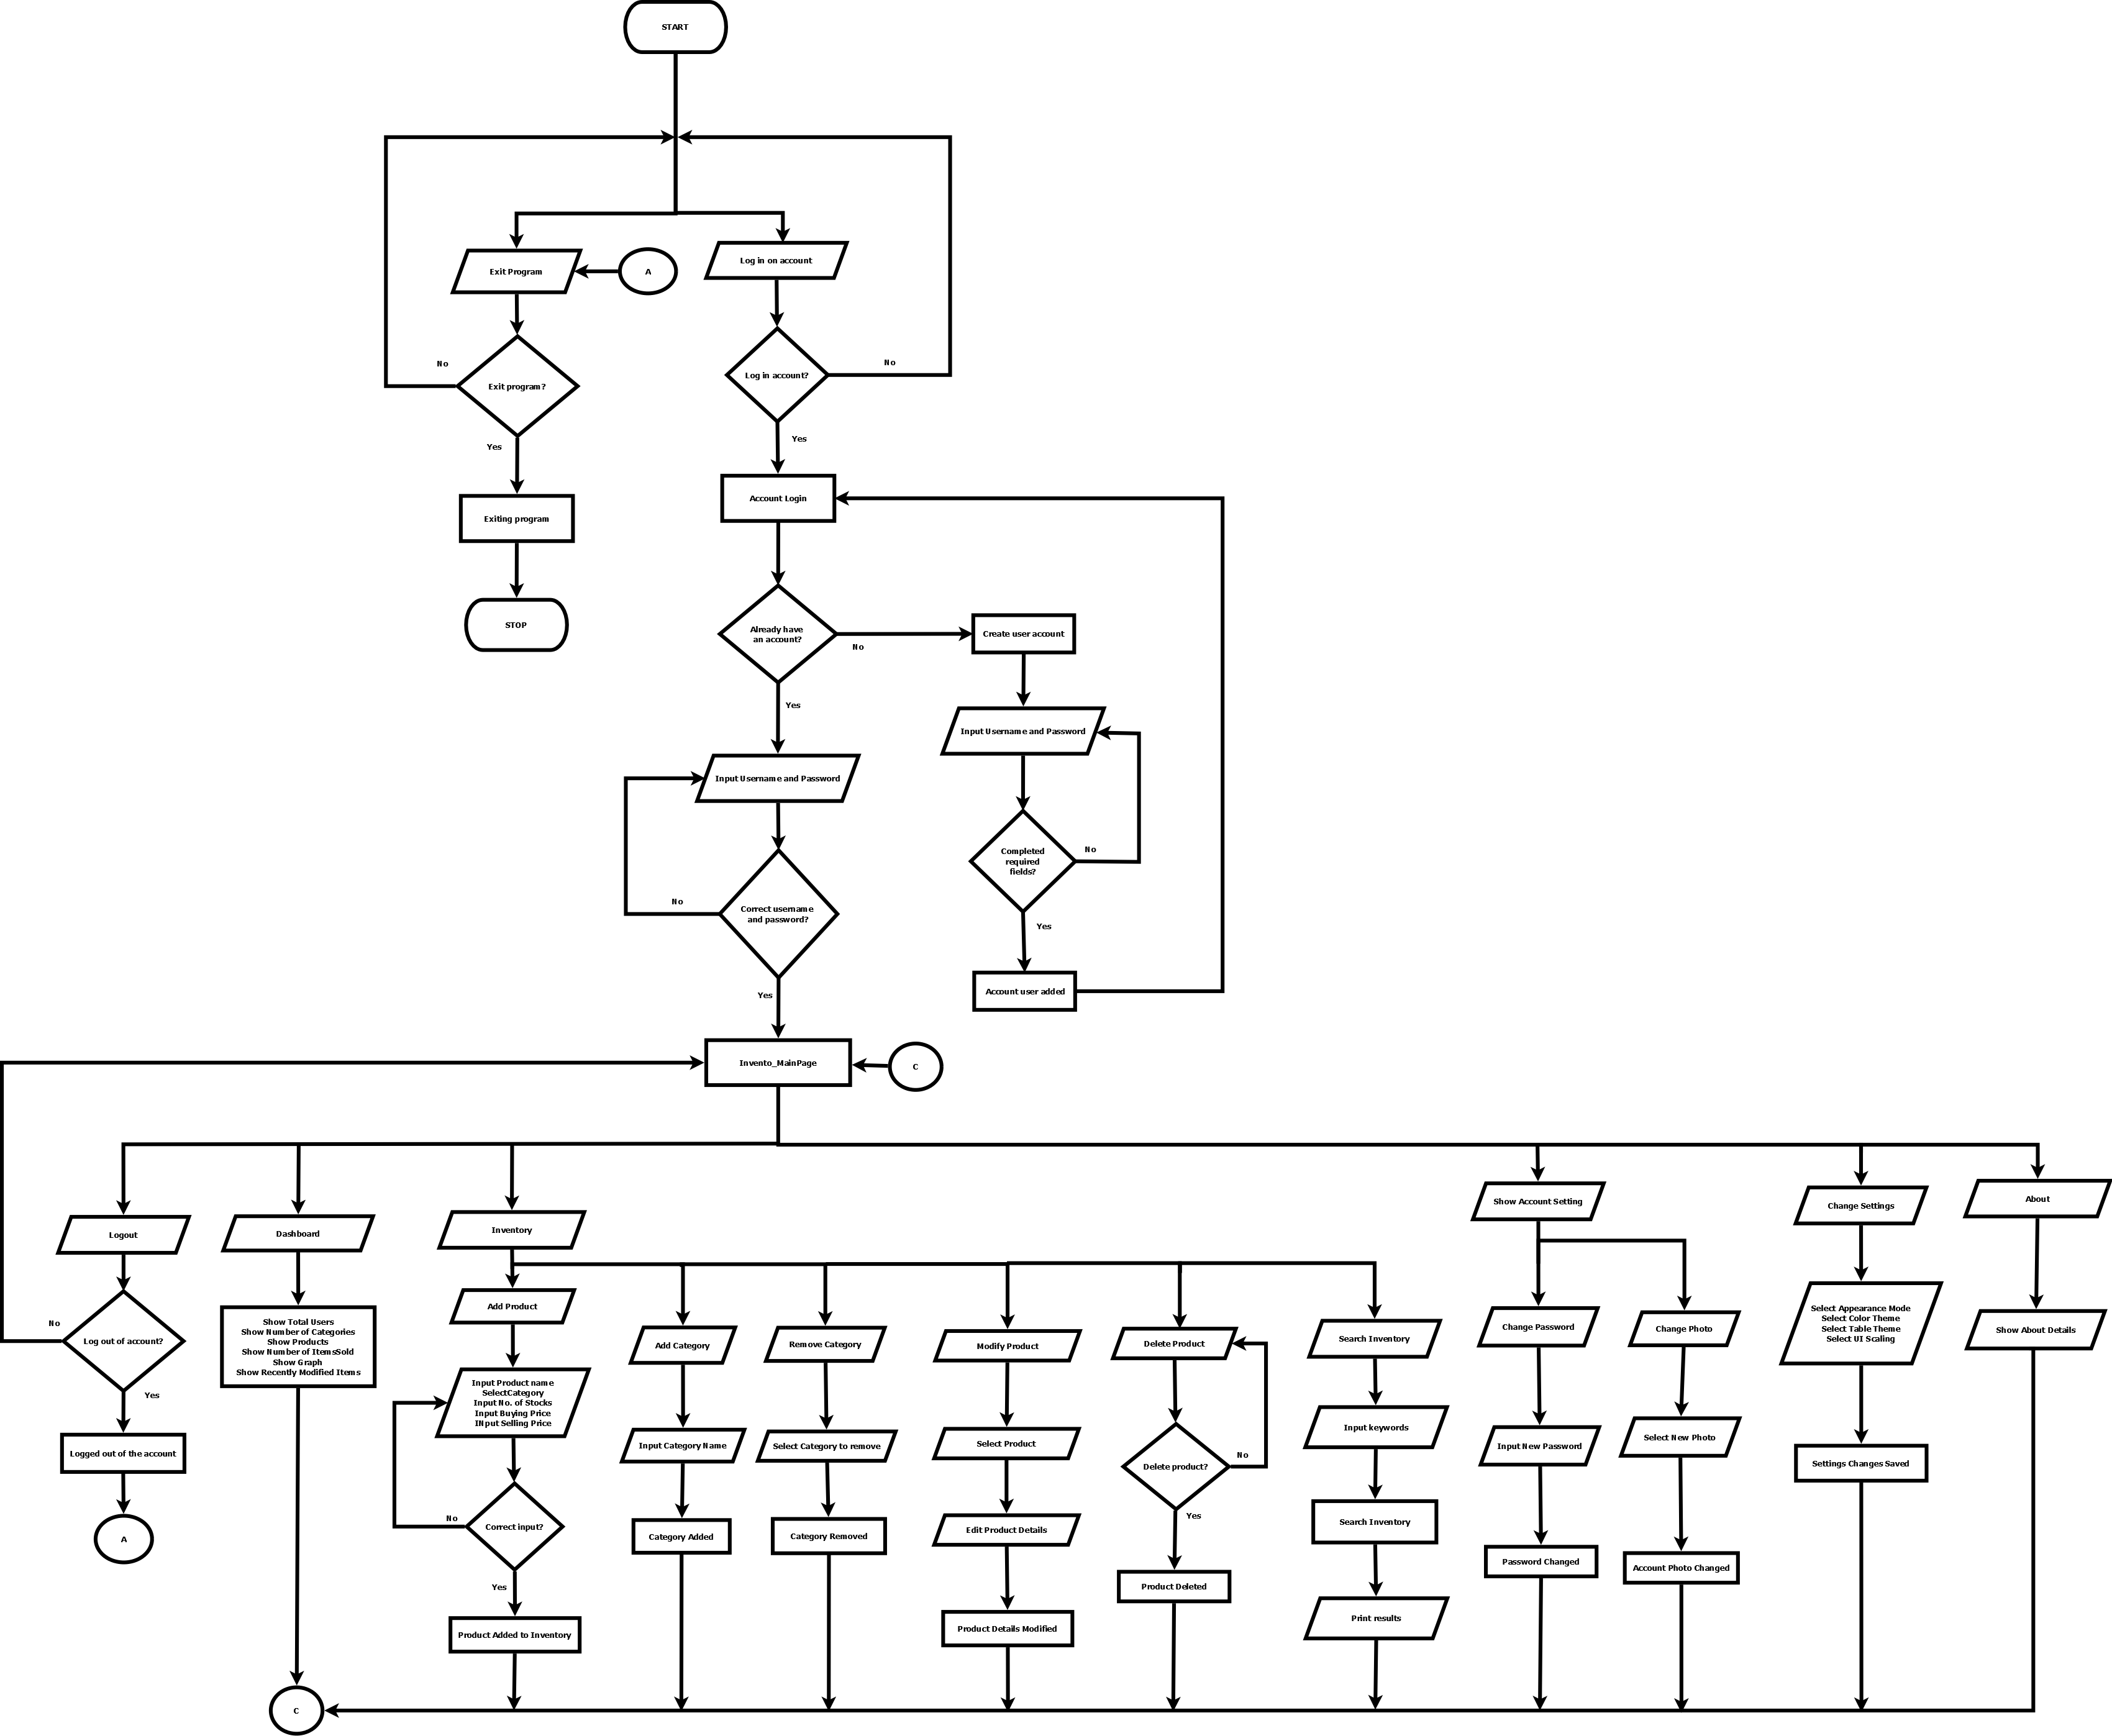 START
Exit Program
A
Log in on account
No
Exit program?
Log in account?
No
Yes
Yes
Exiting program
Account Login
STOP
Already have
an account?
No
Create user account
Yes
Input Username and Password
Input Username and Password
Completed
required
fields?
No
No
Correct username
and password?
Yes
Yes
Account user added
Invento_MainPage
C
Logout
Dashboard
Inventory
Show Account Setting
Change Settings
About
No
Log out of account?
Yes
Logged out of the account
A
Show Total Users
Show Number of Categories
Show Products
Show Number of ItemsSold
Show Graph
Show Recently Modified Items
C
Add Product
Input Product name
SelectCategory
Input No. of Stocks
Input Buying Price
INput Selling Price
No
Correct input?
Yes
Product Added to Inventory
Add Category
Input Category Name
Category Added
Remove Category
Select Category to remove
Category Removed
Modify Product
Select Product
Edit Product Details
Product Details Modified
Delete Product
Delete product?
No
Yes
Product Deleted
Search Inventory
Input keywords
Search Inventory
Print results
Change Password
Input New Password
Password Changed
Change Photo
Select New Photo
Account Photo Changed
Select Appearance Mode
Select Color Theme
Select Table Theme
Select UI Scaling
Settings Changes Saved
Show About Details